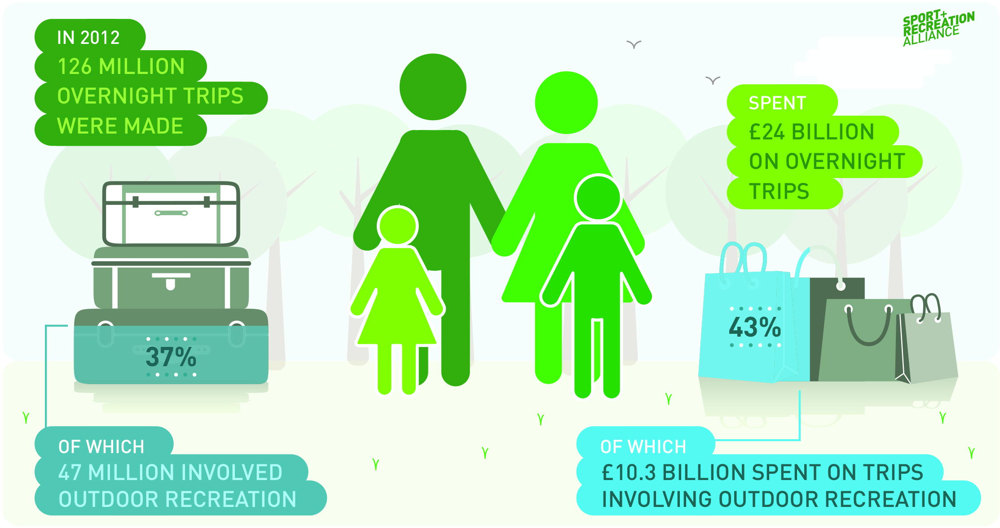 IN 2012
126 MILLION
OVERNIGHT TRIPS
WERE MADE
SPORT+
RECREATION
ALLIANCE
SPENT
£24 BILLION
ON OVERNIGHT
TRIPS
37%
43%
OF WHICH
47 MILLION INVOLVED
OUTDOOR RECREATION
OF WHICH
£10.3 BILLION SPENT ON TRIPS
INVOLVING OUTDOOR RECREATION